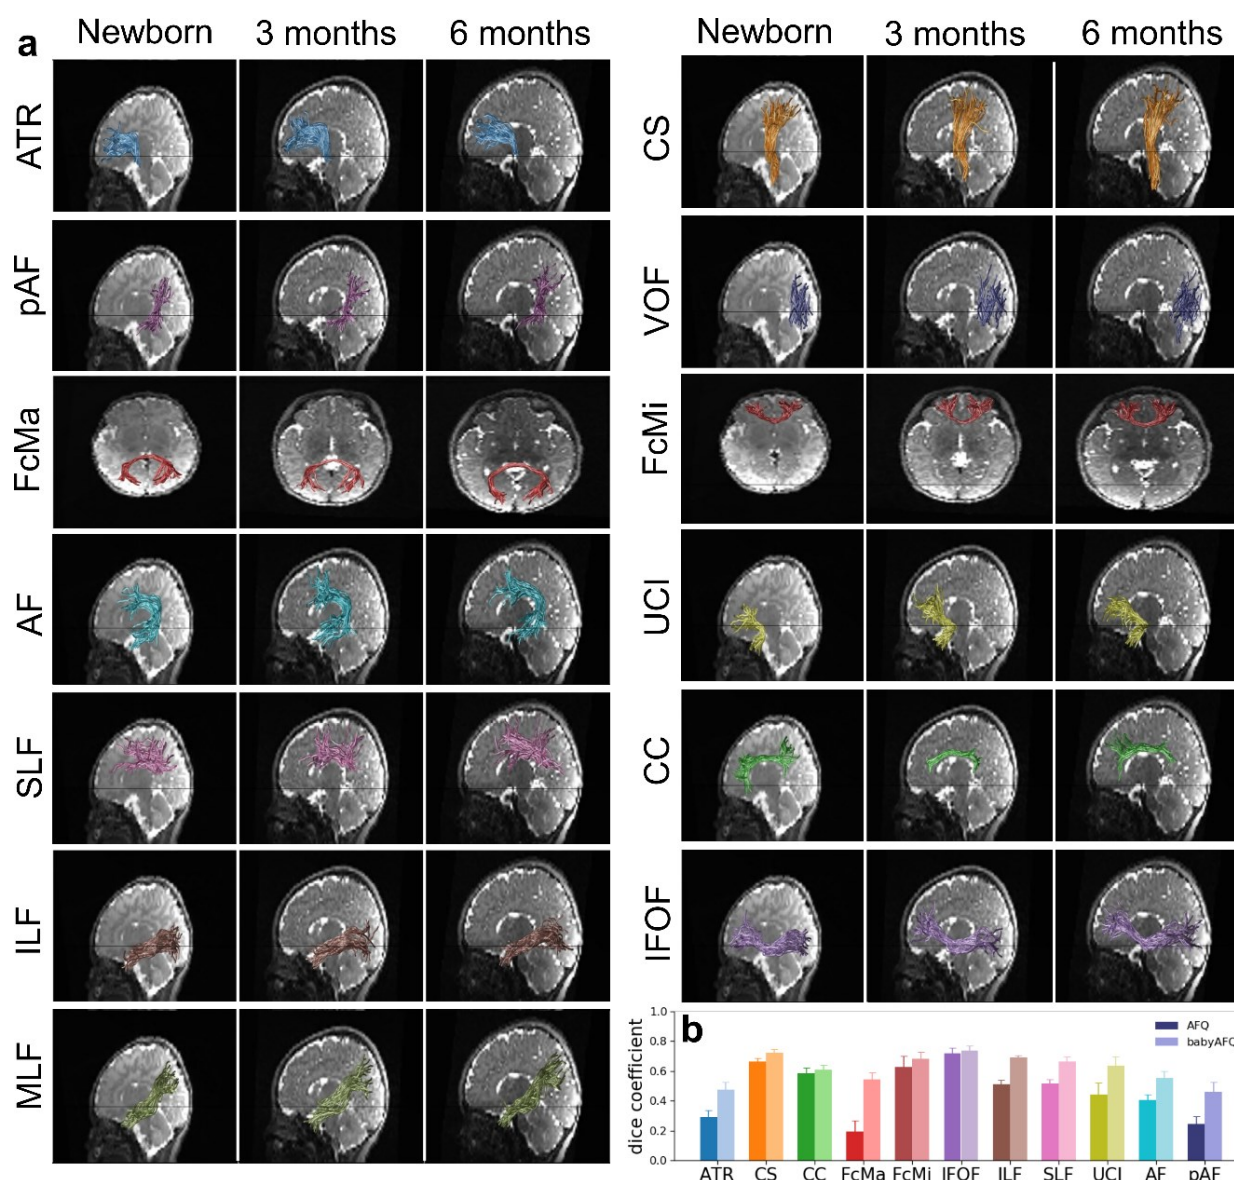 a
Newborn 3 months 6 months
Newborn 3 months 6 months
ATR
pAF
FcMa
AF
SLF
ILF
MLF
CS
VOF
FcMi
UCI
CC
IFOF
b
AFQ
babyAFQ
dice coefficient
1.0
0.8
0.6
0.4
0.2
0.0
ATR CS CC FcMa FcMi IFOF ILF SLF UCI AF pAF